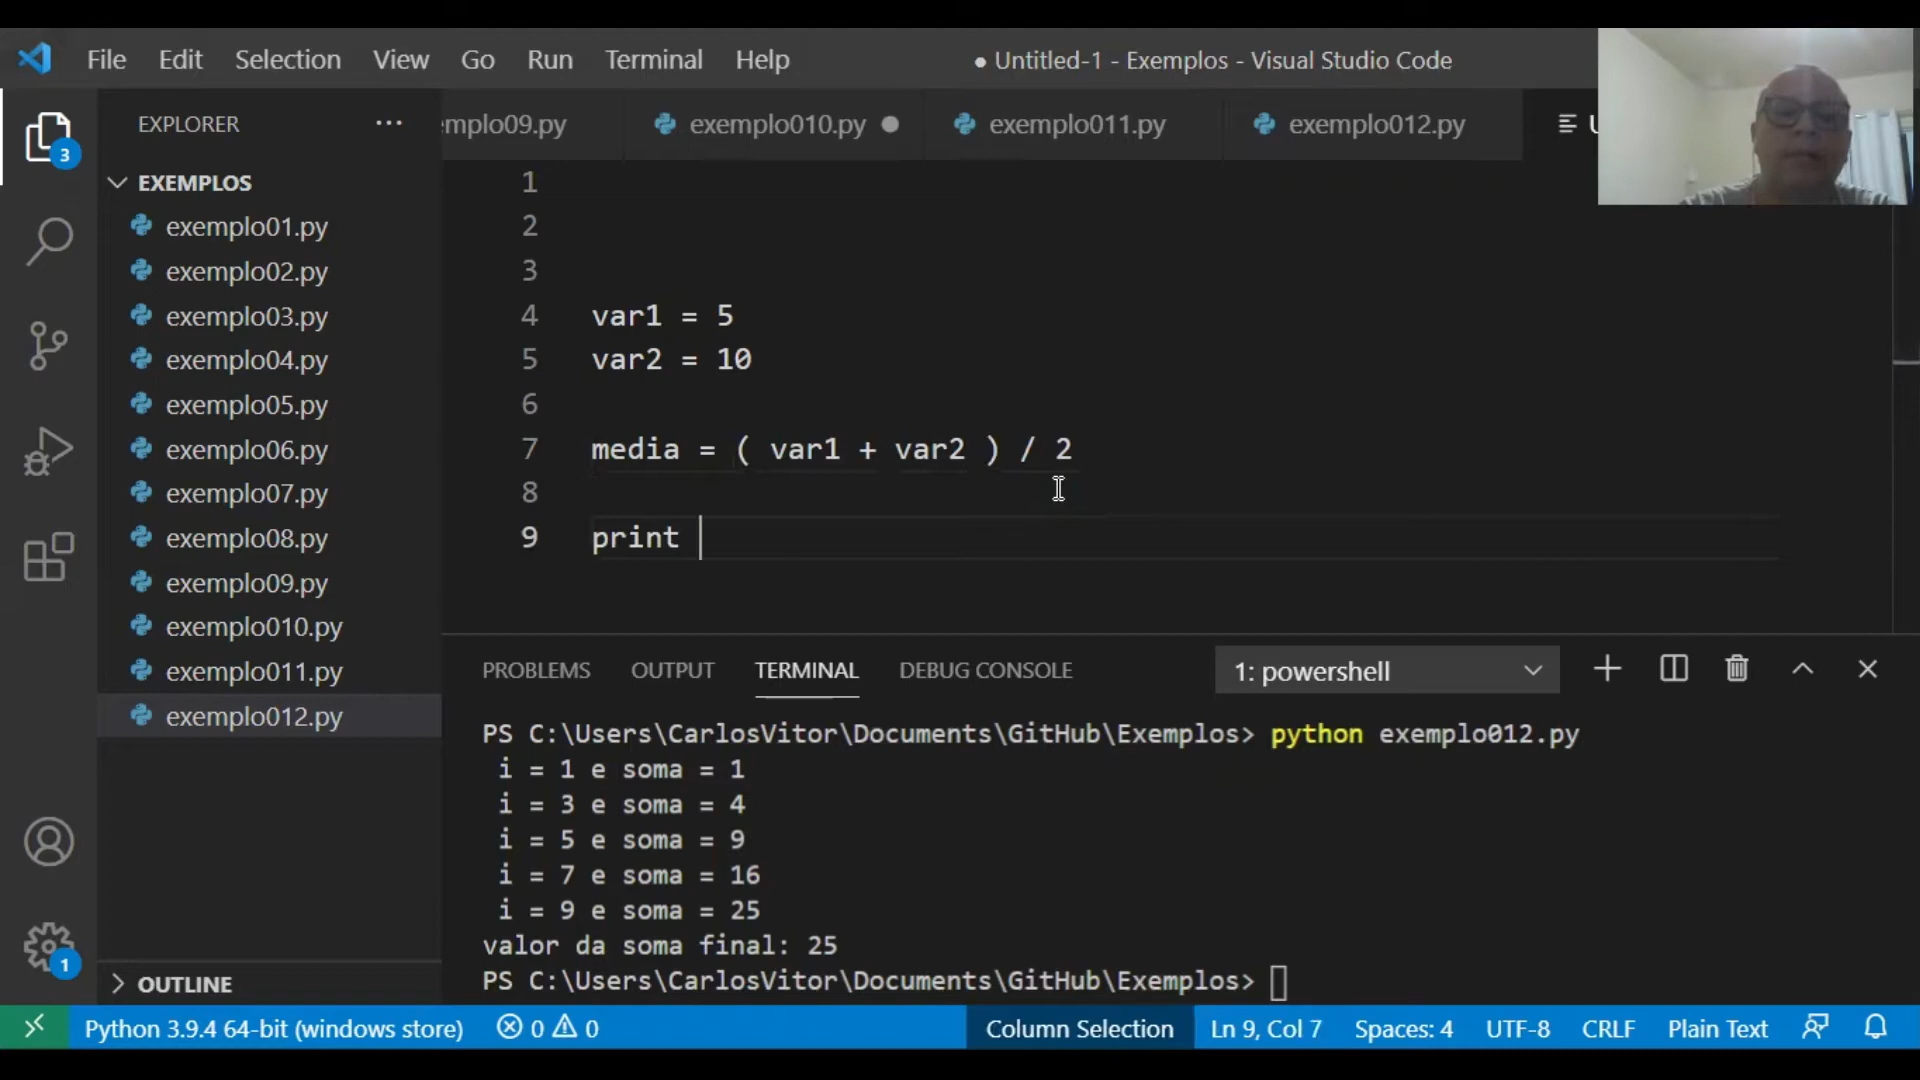 File Edit Selection View Go Run Terminal Help
● Untitled-1 - Exemplos - Visual Studio Code
EXPLORER ···
3
EXEMPLOS
exemplo01.py
exemplo02.py
exemplo03.py
exemplo04.py
exemplo05.py
exemplo06.py
exemplo07.py
exemplo08.py
exemplo09.py
exemplo010.py
exemplo011.py
exemplo012.py
OUTLINE
1
emplo09.py exemplo010.py ● exemplo011.py exemplo012.py U
1
2
3
4 var1 = 5
5 var2 = 10
6
7 media = ( var1 + var2 ) / 2
8
9 print
PROBLEMS OUTPUT TERMINAL DEBUG CONSOLE 1: powershell
PS C:\Users\CarlosVitor\Documents\GitHub\Exemplos> python exemplo012.py
i = 1 e soma = 1
i = 3 e soma = 4
i = 5 e soma = 9
i = 7 e soma = 16
i = 9 e soma = 25
valor da soma final: 25
PS C:\Users\CarlosVitor\Documents\GitHub\Exemplos>
Python 3.9.4 64-bit (windows store) 0 0 Column Selection Ln 9, Col 7 Spaces: 4 UTF-8 CRLF Plain Text